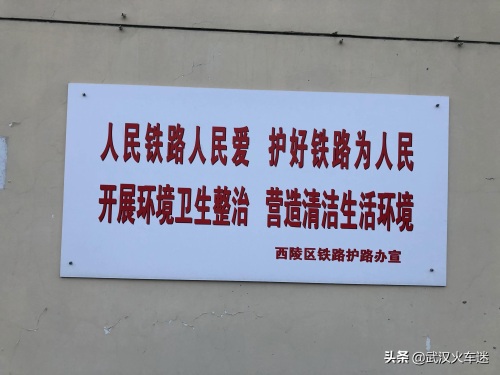 人民铁路人民爱 护好铁路为人民
开展环境卫生整治 营造清洁生活环境
西陵区铁路护路办宣
头条 @武汉火车迷